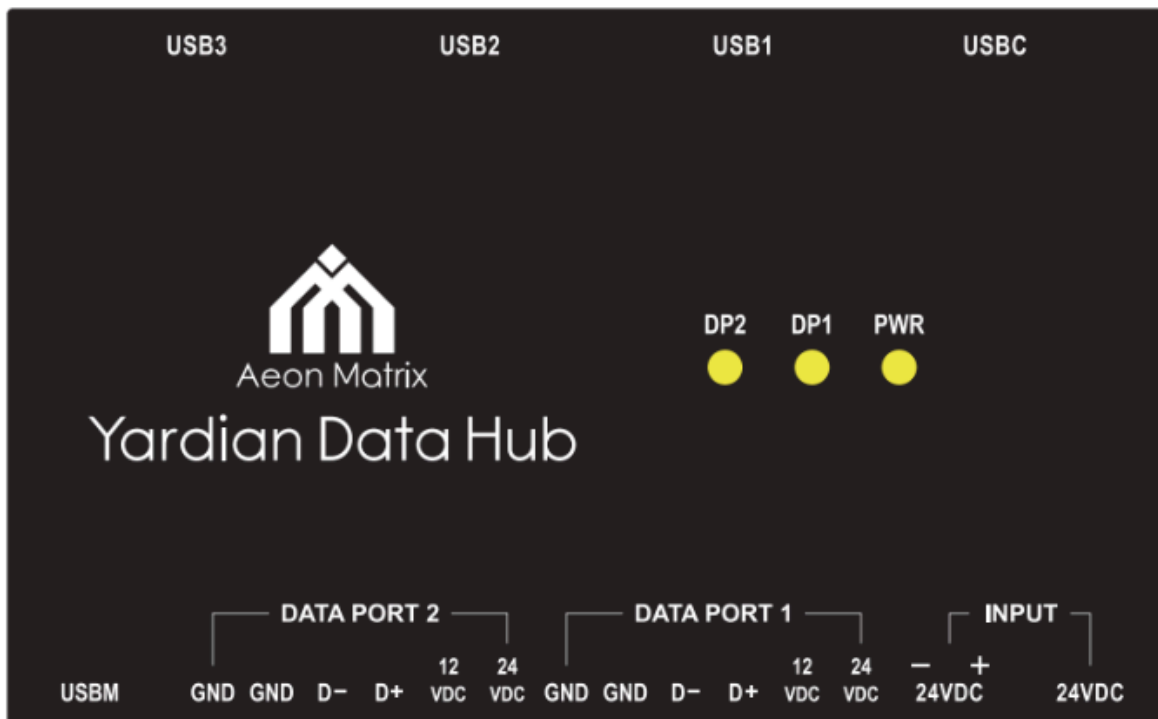 USB3 USB2 USB1 USBC
DP2 DP1 PWR
Aeon Matrix
Yardian Data Hub
DATA PORT 2 DATA PORT 1 INPUT
12 24 12 24 − +
USBM GND GND D− D+ VDC VDC GND GND D− D+ VDC VDC 24VDC 24VDC